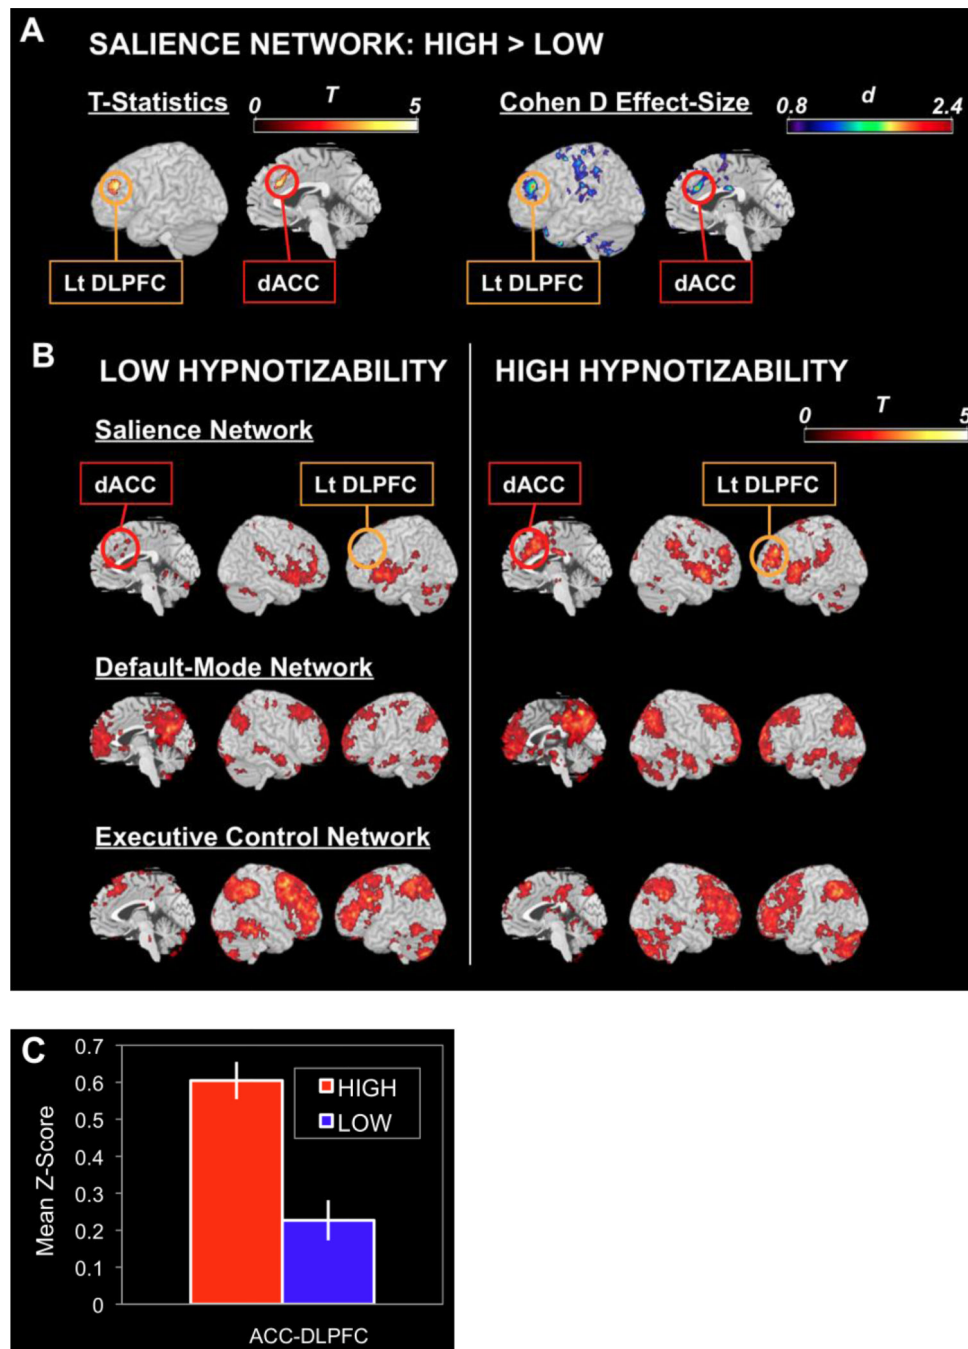 A
SALIENCE NETWORK: HIGH > LOW
T-Statistics
0 T 5
Cohen D Effect-Size
0.8 d 2.4
Lt DLPFC
dACC
Lt DLPFC
dACC
B
LOW HYPNOTIZABILITY
HIGH HYPNOTIZABILITY
0 T 5
Salience Network
dACC
Lt DLPFC
dACC
Lt DLPFC
Default-Mode Network
Executive Control Network
C
Mean Z-Score
0.7
0.6
0.5
0.4
0.3
0.2
0.1
0
HIGH
LOW
ACC-DLPFC